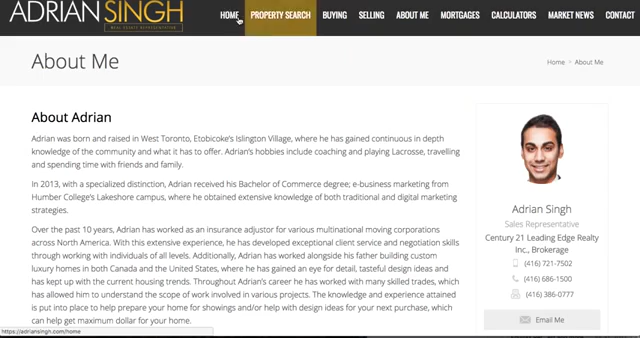 ADRIAN SINGH
REAL ESTATE REPRESENTATIVE
HOME PROPERTY SEARCH BUYING SELLING ABOUT ME MORTGAGES CALCULATORS MARKET NEWS CONTACT
About Me
Home > About Me
About Adrian
Adrian was born and raised in West Toronto, Etobicoke's Islington Village, where he has gained continuous in depth
knowledge of the community and what it has to offer. Adrian's hobbies include coaching and playing Lacrosse, travelling
and spending time with friends and family.
In 2013, with a specialized distinction, Adrian received his Bachelor of Commerce degree; e-business marketing from
Humber College's Lakeshore campus, where he obtained extensive knowledge of both traditional and digital marketing
strategies.
Over the past 10 years, Adrian has worked as an insurance adjustor for various multinational moving corporations
across North America. With this extensive experience, he has developed exceptional client service and negotiation skills
through working with individuals of all levels. Additionally, Adrian has worked alongside his father building custom
luxury homes in both Canada and the United States, where he has gained an eye for detail, tasteful design ideas and
has kept up with the current housing trends. Throughout Adrian's career he has worked with many skilled trades, which
has allowed him to understand the scope of work involved in various projects. The knowledge and experience attained
is put into place to help prepare your home for showings and/or help with design ideas for your next purchase, which
can help get maximum dollar for your home.
Adrian Singh
Sales Representative
Century 21 Leading Edge Realty
Inc., Brokerage
(416) 721-7502
(416) 686-1500
(416) 386-0777
Email Me
https://adriansingh.com/home